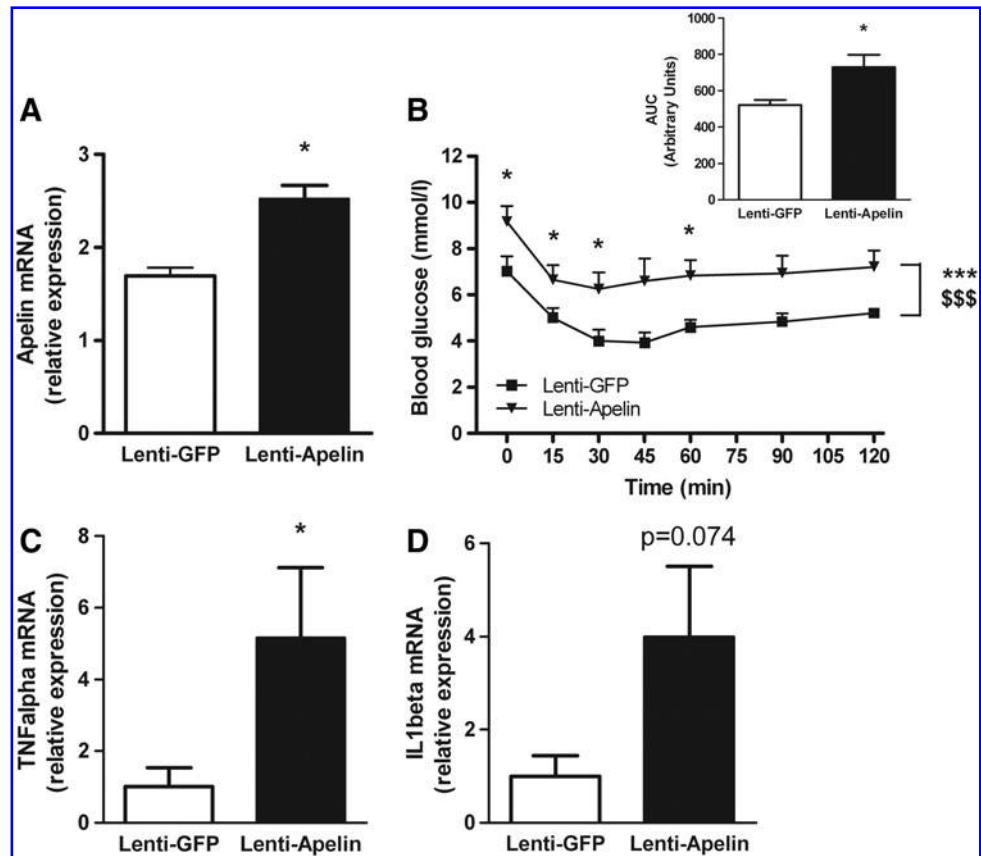 A
Apelin mRNA
(relative expression)
3
2
1
0
*
Lenti-GFP
Lenti-Apelin
B
Blood glucose (mmol/l)
12
10
8
6
4
2
0
*
*
*
*
***
$$$
Lenti-GFP
Lenti-Apelin
0 15 30 45 60 75 90 105 120
Time (min)
AUC
(Arbitrary Units)
1000
800
600
400
200
0
*
Lenti-GFP
Lenti-Apelin
C
TNFalpha mRNA
(relative expression)
8
6
4
2
0
*
Lenti-GFP
Lenti-Apelin
D
IL1beta mRNA
(relative expression)
6
4
2
0
p=0.074
Lenti-GFP
Lenti-Apelin